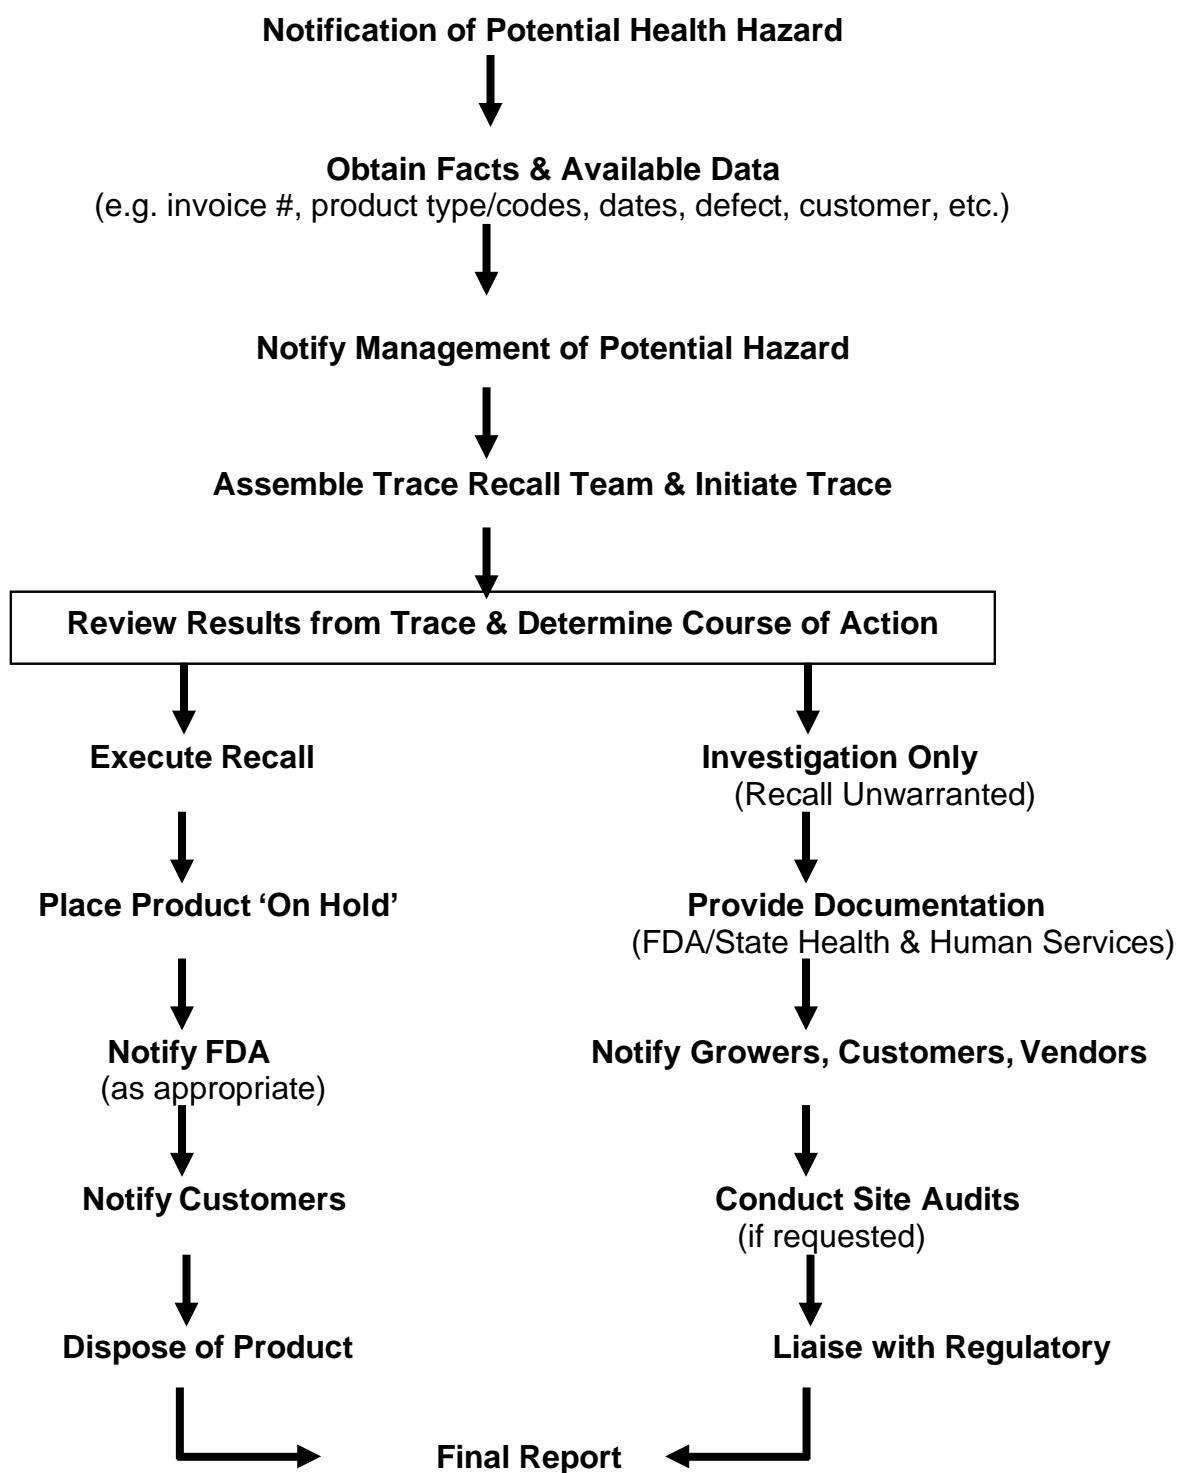 Notification of Potential Health Hazard
Obtain Facts & Available Data
(e.g. invoice #, product type/codes, dates, defect, customer, etc.)
Notify Management of Potential Hazard
Assemble Trace Recall Team & Initiate Trace
Review Results from Trace & Determine Course of Action
Execute Recall
Investigation Only
(Recall Unwarranted)
Place Product ‘On Hold’
Provide Documentation
(FDA/State Health & Human Services)
Notify FDA
(as appropriate)
Notify Growers, Customers, Vendors
Notify Customers
Conduct Site Audits
(if requested)
Dispose of Product
Liaise with Regulatory
Final Report